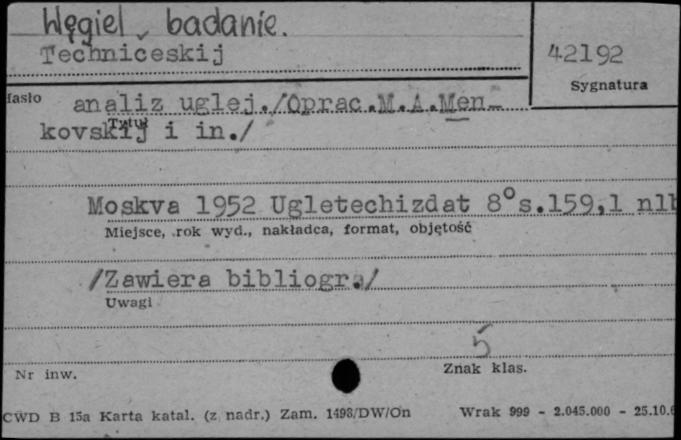 Węgiel, badanie.
Techniceskij
42192
Sygnatura
Hasło analiz uglej./Oprac.M.A.Men-
Tytuł
kovskij i in./
Moskva 1952 Ugletechizdat 8° s.159,1 nlb
Miejsce, rok wyd., nakładca, format, objętość
/Zawiera bibliogr./
Uwagi
5
Nr inw.
Znak klas.
CWD B 15a Karta katal. (z nadr.) Zam. 1498/DW/On Wrak 999 - 2.045.000 - 25.10.6